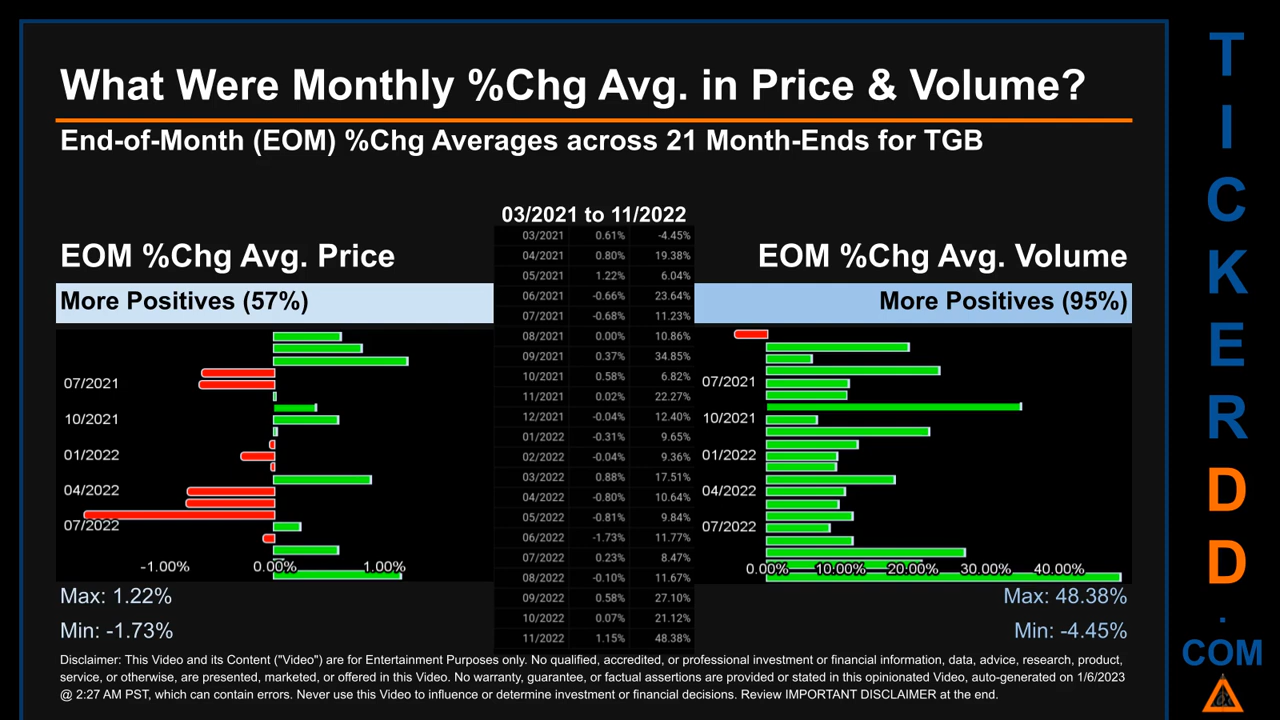 What Were Monthly %Chg Avg. in Price & Volume?
End-of-Month (EOM) %Chg Averages across 21 Month-Ends for TGB
03/2021 to 11/2022
EOM %Chg Avg. Price
More Positives (57%)
07/2021
10/2021
01/2022
04/2022
07/2022
-1.00% 0.00% 1.00%
Max: 1.22%
Min: -1.73%
03/2021 0.61% -4.45%
04/2021 0.80% 19.38%
05/2021 1.22% 6.04%
06/2021 -0.66% 23.64%
07/2021 -0.68% 11.23%
08/2021 0.00% 10.86%
09/2021 0.37% 34.85%
10/2021 0.58% 6.82%
11/2021 0.02% 22.27%
12/2021 -0.04% 12.40%
01/2022 -0.31% 9.65%
02/2022 -0.04% 9.36%
03/2022 0.88% 17.51%
04/2022 -0.80% 10.64%
05/2022 -0.81% 9.84%
06/2022 -1.73% 11.77%
07/2022 0.23% 8.47%
08/2022 -0.10% 11.67%
09/2022 0.58% 27.10%
10/2022 0.07% 21.12%
11/2022 1.15% 48.38%
EOM %Chg Avg. Volume
More Positives (95%)
07/2021
10/2021
01/2022
04/2022
07/2022
0.00% 10.00% 20.00% 30.00% 40.00%
Max: 48.38%
Min: -4.45%
Disclaimer: This Video and its Content ("Video") are for Entertainment Purposes only. No qualified, accredited, or professional investment or financial information, data, advice, research, product,
service, or otherwise, are presented, marketed, or offered in this Video. No warranty, guarantee, or factual assertions are provided or stated in this opinionated Video, auto-generated on 1/6/2023
@ 2:27 AM PST, which can contain errors. Never use this Video to influence or determine investment or financial decisions. Review IMPORTANT DISCLAIMER at the end.
T
I
C
K
E
R
D
D
.
COM